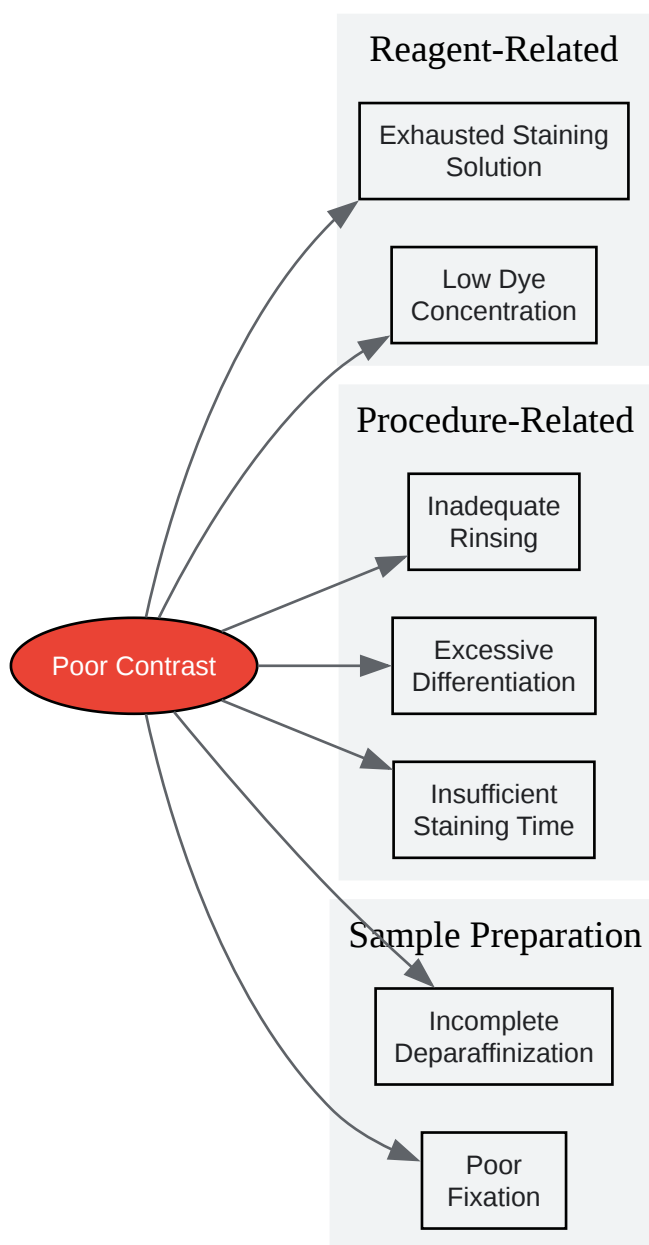 Reagent-Related
Exhausted Staining
Solution
Low Dye
Concentration
Procedure-Related
Inadequate
Rinsing
Poor Contrast
Excessive
Differentiation
Insufficient
Staining Time
Sample Preparation
Incomplete
Deparaffinization
Poor
Fixation